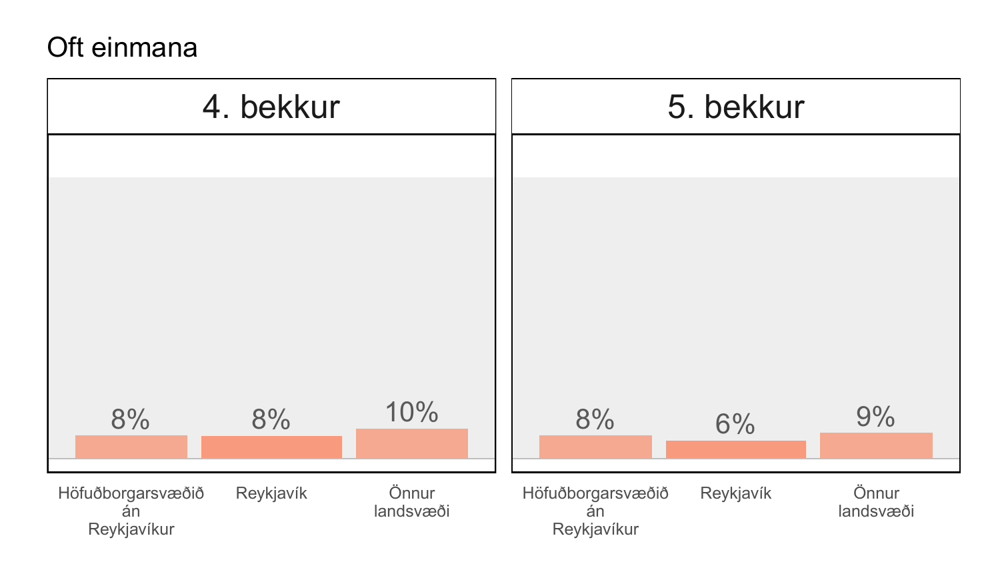 Oft einmana
4. bekkur
8%
8%
10%
Höfuðborgarsvæðið
án
Reykjavíkur
Reykjavík
Önnur
landsvæði
5. bekkur
8%
6%
9%
Höfuðborgarsvæðið
án
Reykjavíkur
Reykjavík
Önnur
landsvæði